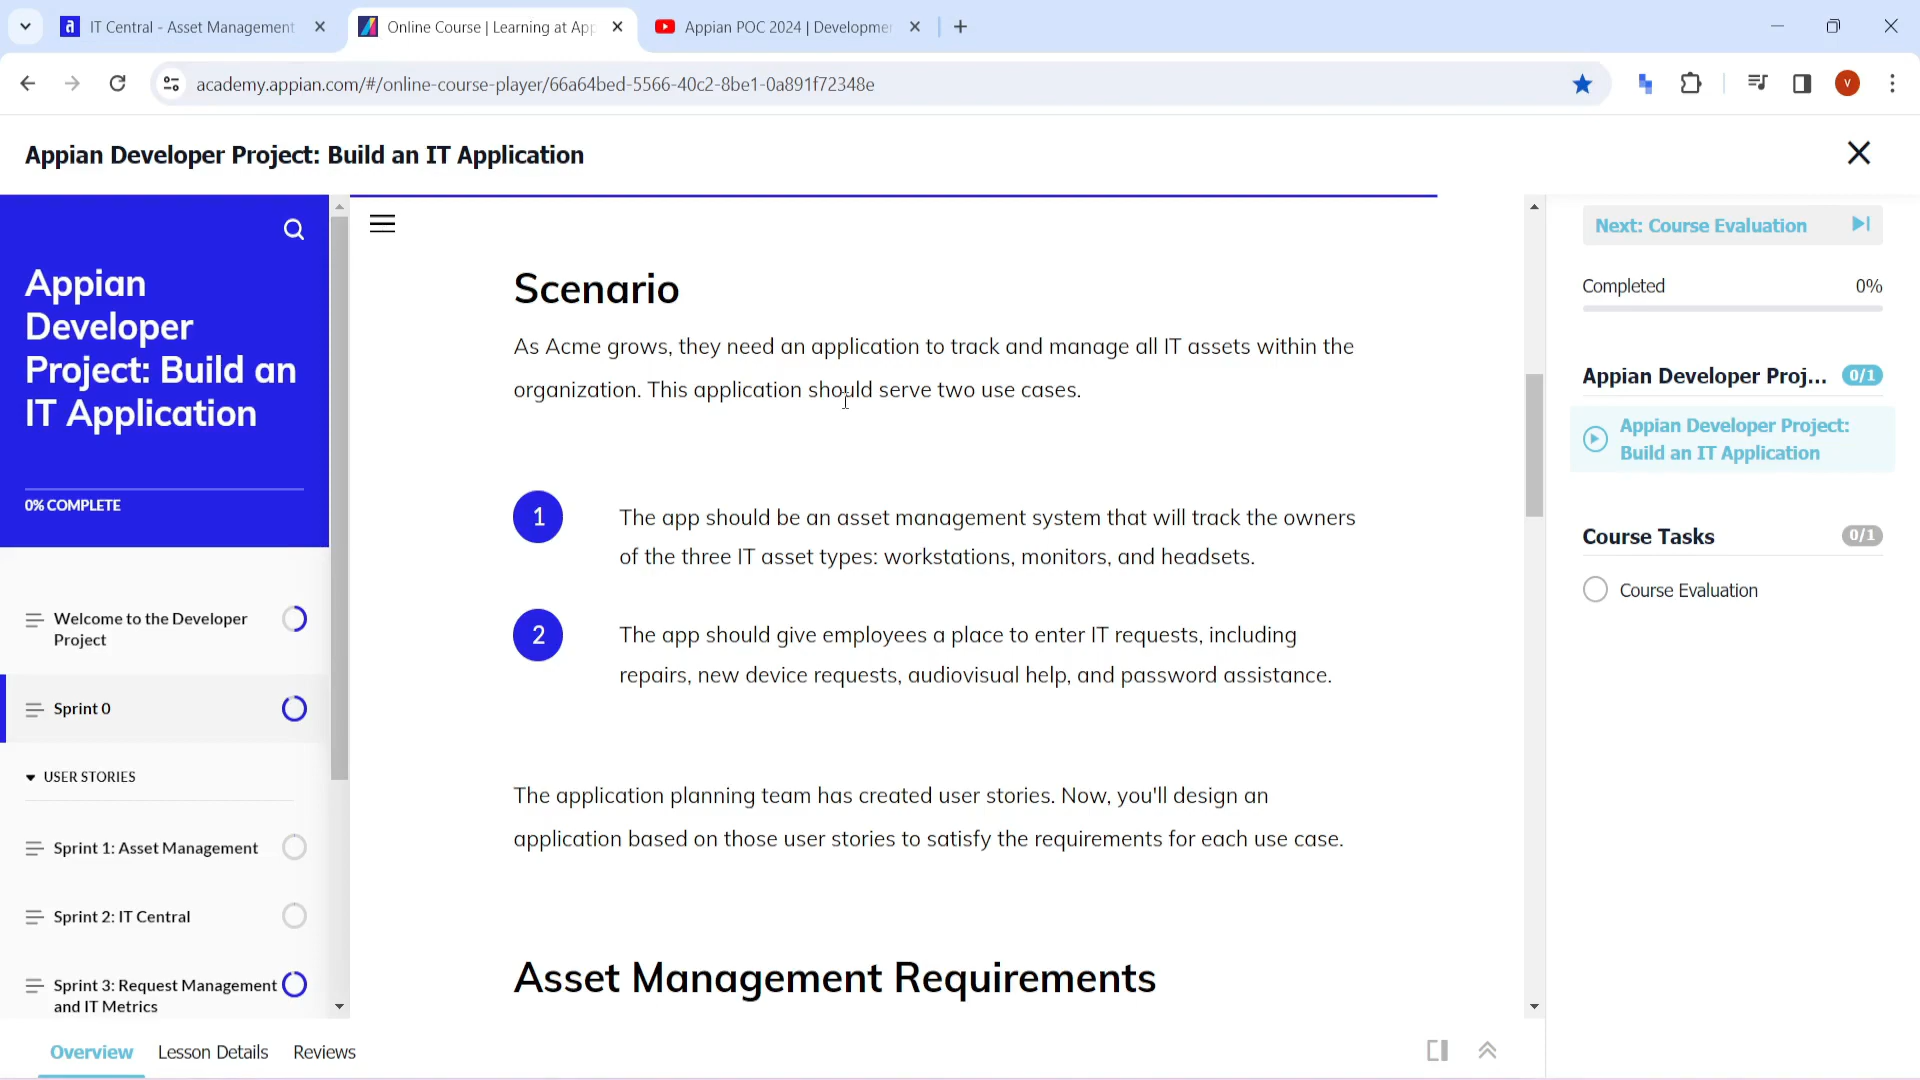 IT Central - Asset Management
Online Course | Learning at App
Appian POC 2024 | Developmen
academy.appian.com/#/online-course-player/66a64bed-5566-40c2-8be1-0a891f72348e
V
Appian Developer Project: Build an IT Application
Appian
Developer
Project: Build an
IT Application
0% COMPLETE
Welcome to the Developer
Project
Sprint 0
USER STORIES
Sprint 1: Asset Management
Sprint 2: IT Central
Sprint 3: Request Management
and IT Metrics
Scenario
As Acme grows, they need an application to track and manage all IT assets within the
organization. This application should serve two use cases.
1
The app should be an asset management system that will track the owners
of the three IT asset types: workstations, monitors, and headsets.
2
The app should give employees a place to enter IT requests, including
repairs, new device requests, audiovisual help, and password assistance.
The application planning team has created user stories. Now, you'll design an
application based on those user stories to satisfy the requirements for each use case.
Asset Management Requirements
Next: Course Evaluation
Completed 0%
Appian Developer Proj... 0/1
Appian Developer Project:
Build an IT Application
Course Tasks 0/1
Course Evaluation
Overview Lesson Details Reviews